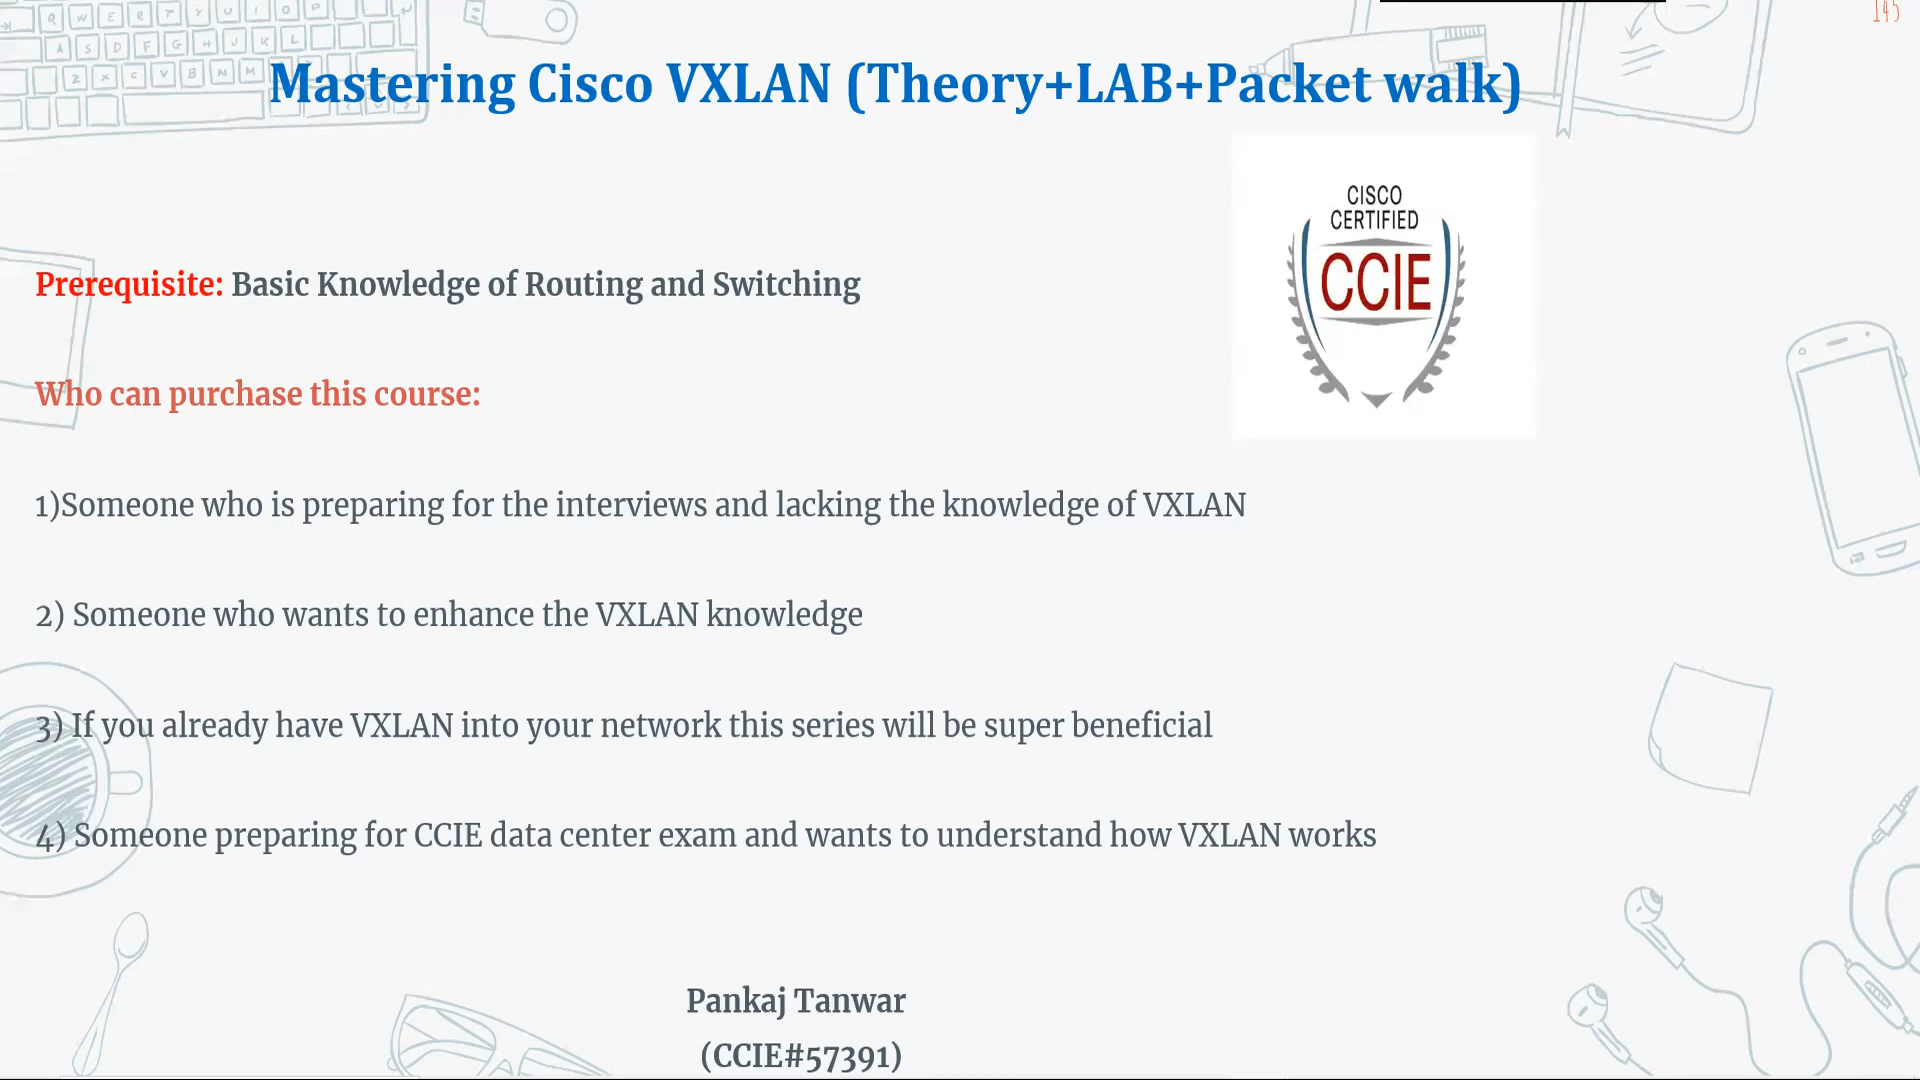 145
Mastering Cisco VXLAN (Theory+LAB+Packet walk)
CISCO
CERTIFIED
CCIE
Prerequisite: Basic Knowledge of Routing and Switching
Who can purchase this course:
1)Someone who is preparing for the interviews and lacking the knowledge of VXLAN
2) Someone who wants to enhance the VXLAN knowledge
3) If you already have VXLAN into your network this series will be super beneficial
4) Someone preparing for CCIE data center exam and wants to understand how VXLAN works
Pankaj Tanwar
(CCIE#57391)